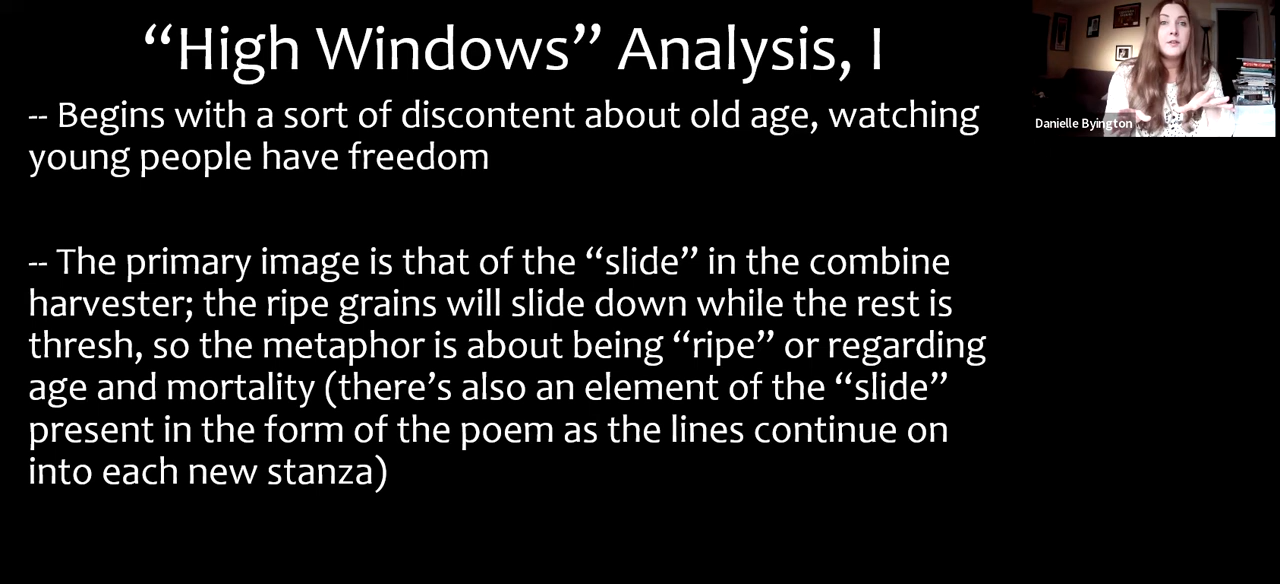 “High Windows” Analysis, I
-- Begins with a sort of discontent about old age, watching
young people have freedom
-- The primary image is that of the “slide” in the combine
harvester; the ripe grains will slide down while the rest is
thresh, so the metaphor is about being “ripe” or regarding
age and mortality (there’s also an element of the “slide”
present in the form of the poem as the lines continue on
into each new stanza)
Danielle Byington